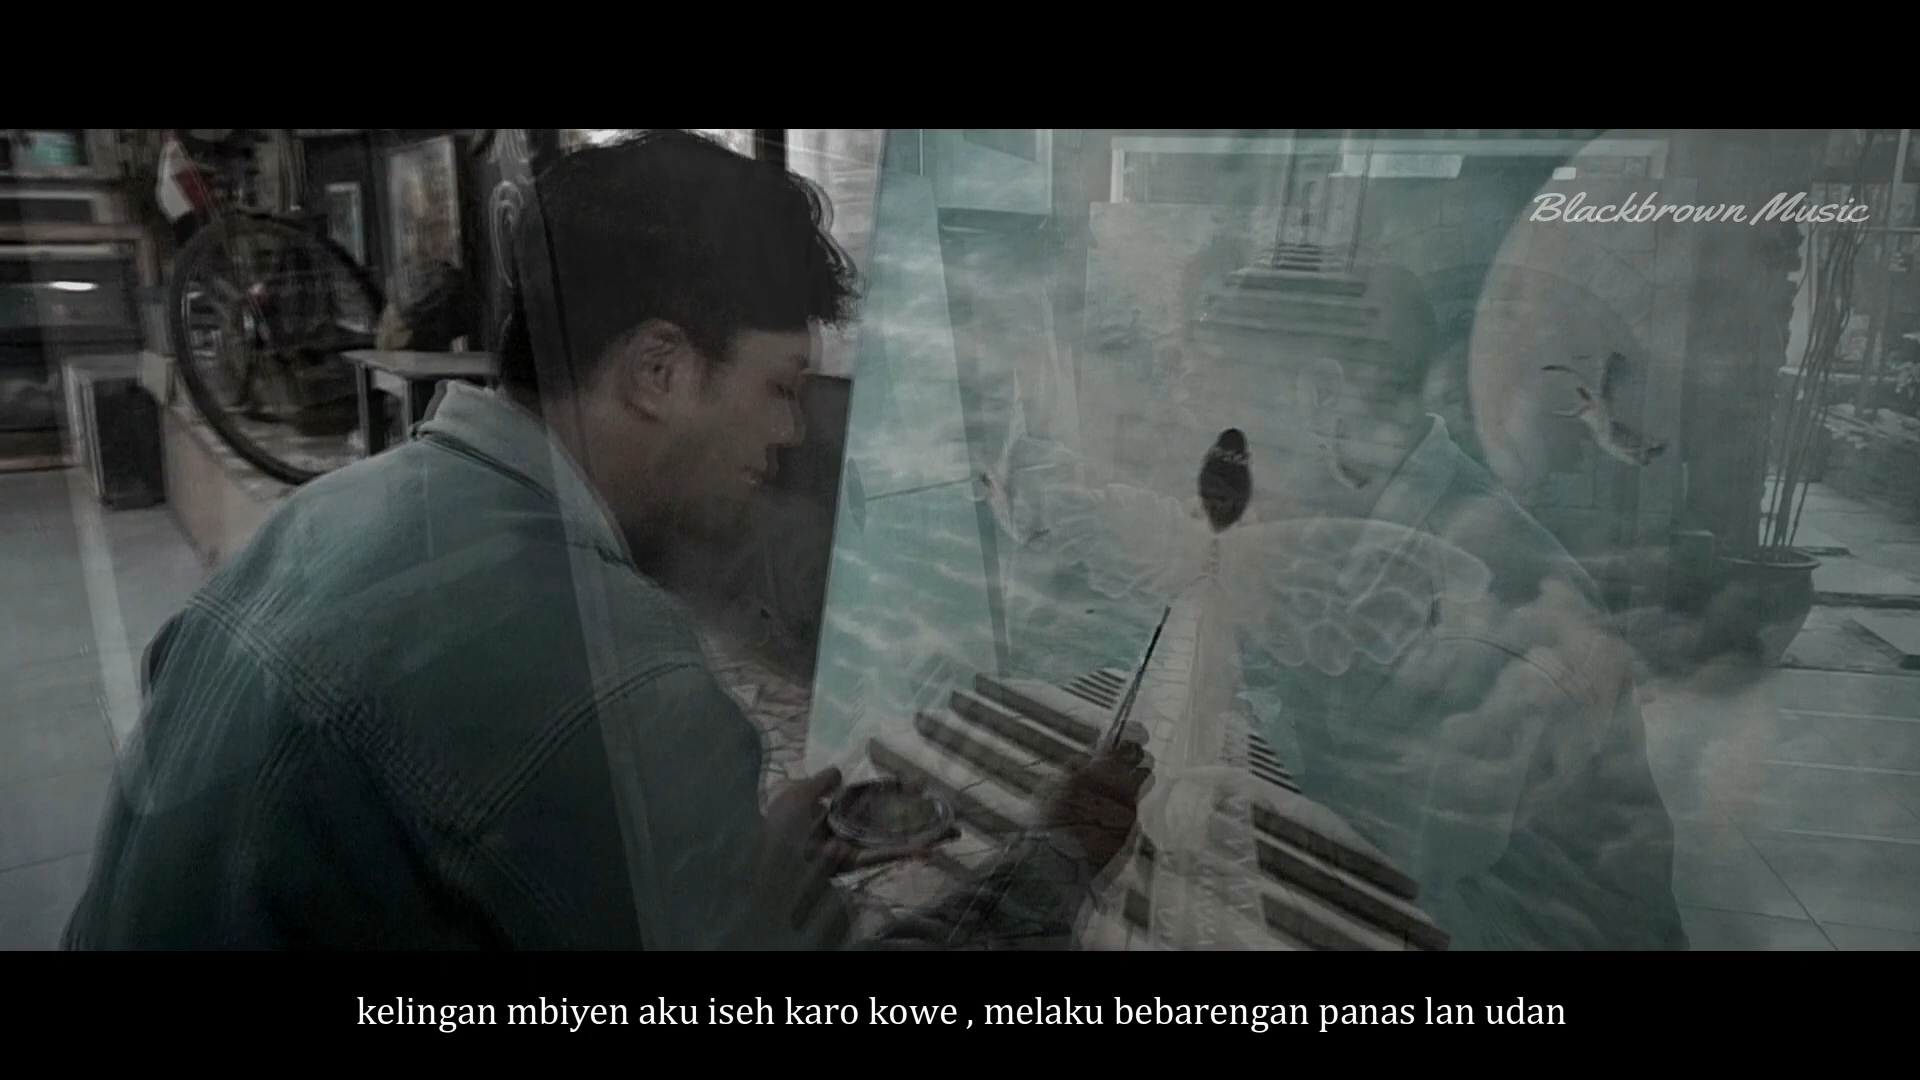 Blackbrown Music
kelingan mbiyen aku iseh karo kowe , melaku bebarengan panas lan udan